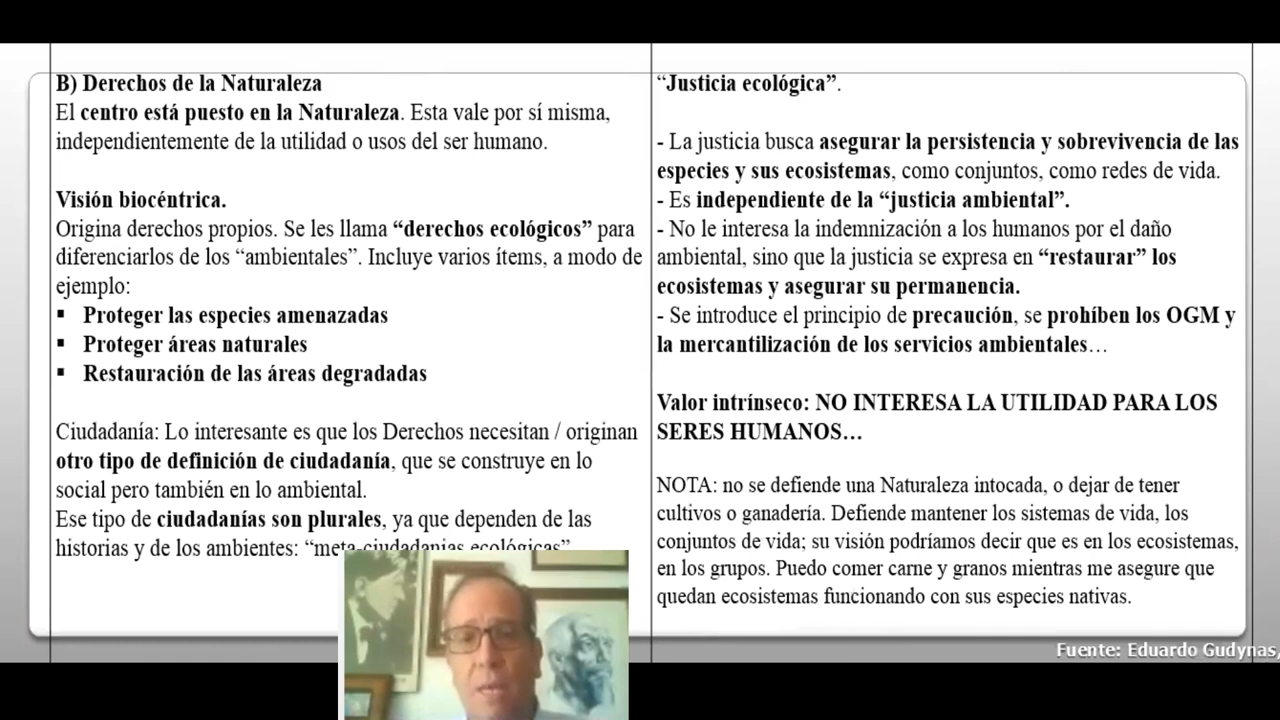 B) Derechos de la Naturaleza
El centro está puesto en la Naturaleza. Esta vale por sí misma,
independientemente de la utilidad o usos del ser humano.
Visión biocéntrica.
Origina derechos propios. Se les llama “derechos ecológicos” para
diferenciarlos de los “ambientales”. Incluye varios ítems, a modo de
ejemplo:
▪ Proteger las especies amenazadas
▪ Proteger áreas naturales
▪ Restauración de las áreas degradadas
Ciudadanía: Lo interesante es que los Derechos necesitan / originan
otro tipo de definición de ciudadanía, que se construye en lo
social pero también en lo ambiental.
Ese tipo de ciudadanías son plurales, ya que dependen de las
historias y de los ambientes: “meta-ciudadanías ecológicas”
“Justicia ecológica”.
- La justicia busca asegurar la persistencia y sobrevivencia de las
especies y sus ecosistemas, como conjuntos, como redes de vida.
- Es independiente de la “justicia ambiental”.
- No le interesa la indemnización a los humanos por el daño
ambiental, sino que la justicia se expresa en “restaurar” los
ecosistemas y asegurar su permanencia.
- Se introduce el principio de precaución, se prohíben los OGM y
la mercantilización de los servicios ambientales…
Valor intrínseco: NO INTERESA LA UTILIDAD PARA LOS
SERES HUMANOS…
NOTA: no se defiende una Naturaleza intocada, o dejar de tener
cultivos o ganadería. Defiende mantener los sistemas de vida, los
conjuntos de vida; su visión podríamos decir que es en los ecosistemas,
en los grupos. Puedo comer carne y granos mientras me asegure que
quedan ecosistemas funcionando con sus especies nativas.
Fuente: Eduardo Gudynas,